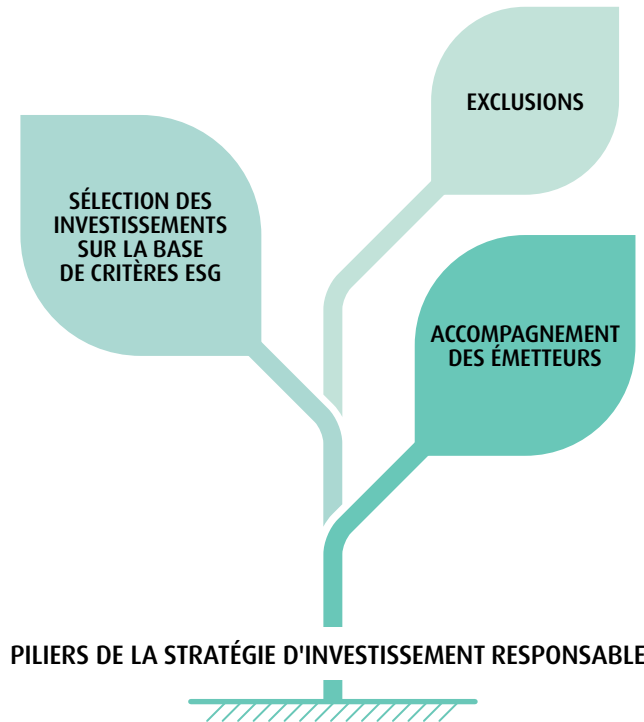 EXCLUSIONS
SÉLECTION DES
INVESTISSEMENTS
SUR LA BASE
DE CRITÈRES ESG
ACCOMPAGNEMENT
DES ÉMETTEURS
PILIERS DE LA STRATÉGIE D'INVESTISSEMENT RESPONSABLE